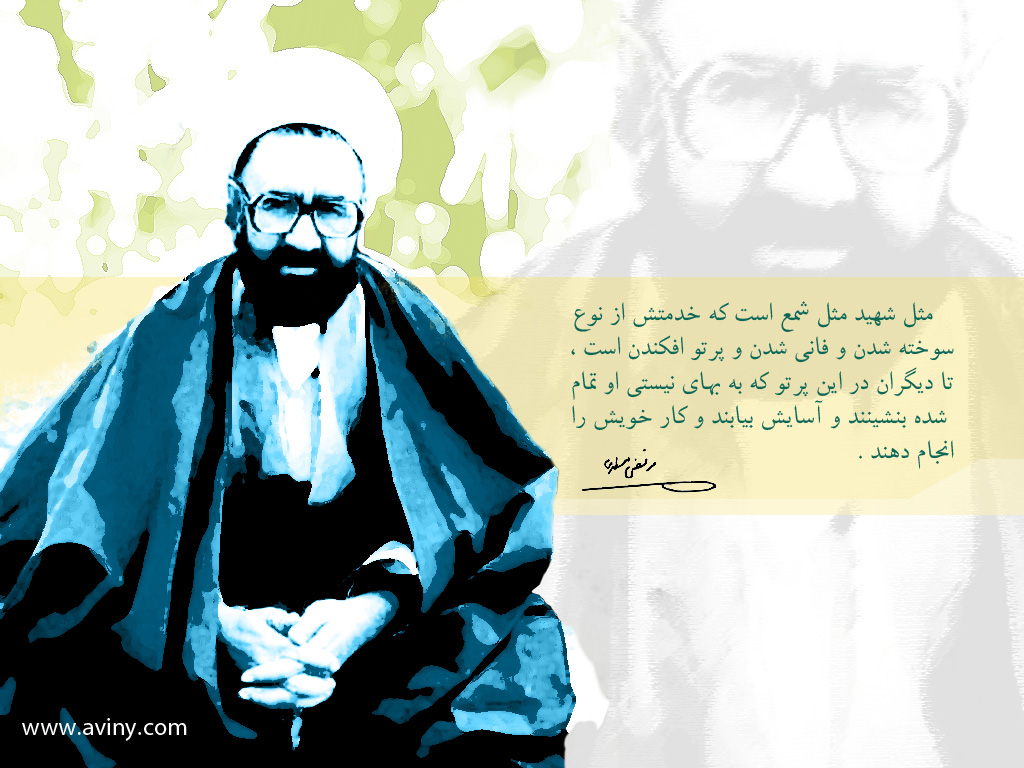 مثل شهید مثل شمع است که خدمتش از نوع
سوخته شدن و فانی شدن و پرتو افکندن است ،
تا دیگران در این پرتو که به بهای نیستی او تمام
شده بنشینند و آسایش بیابند و کار خویش را
انجام دهند .
مرتضی مطهری
www.aviny.com